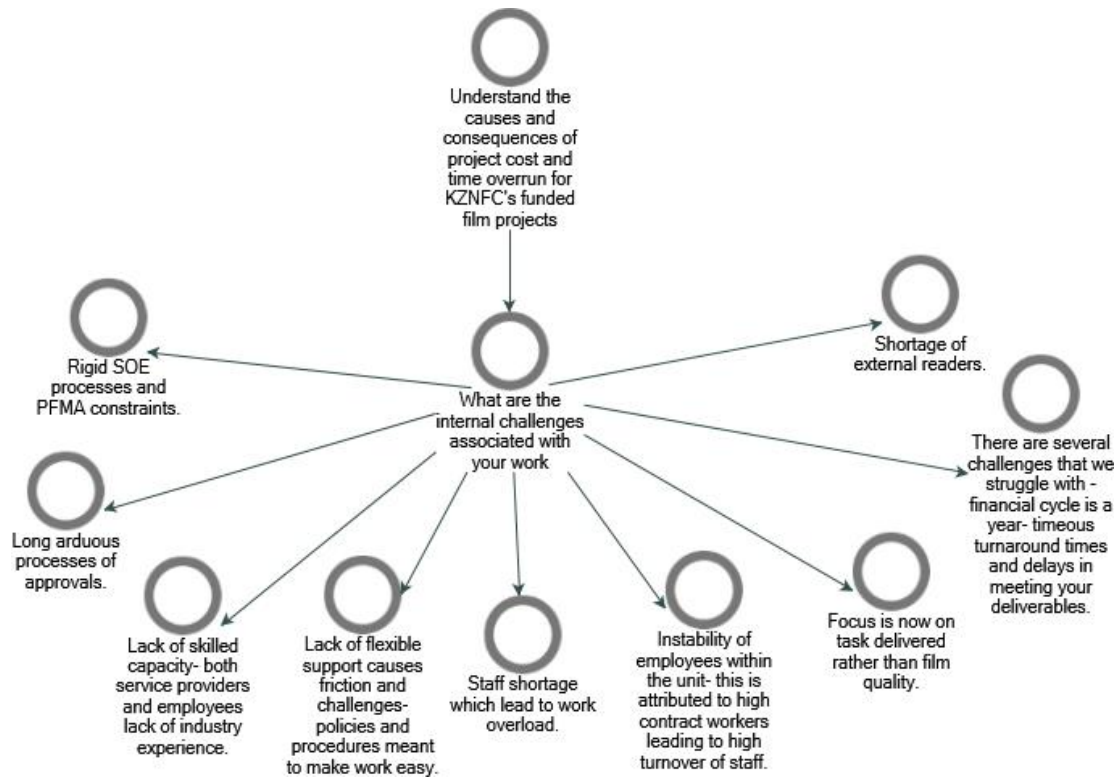 Understand the
causes and
consequences of
project cost and
time overrun for
KZNFC's funded
film projects
What are the
internal challenges
associated with
your work
Rigid SOE
processes and
PFMA constraints.
Long arduous
processes of
approvals.
Lack of skilled
capacity- both
service providers
and employees
lack of industry
experience.
Lack of flexible
support causes
friction and
challenges-
policies and
procedures meant
to make work easy.
Staff shortage
which lead to work
overload.
Instability of
employees within
the unit- this is
attributed to high
contract workers
leading to high
turnover of staff.
Focus is now on
task delivered
rather than film
quality.
There are several
challenges that we
struggle with -
financial cycle is a
year- timeous
turnaround times
and delays in
meeting your
deliverables.
Shortage of
external readers.